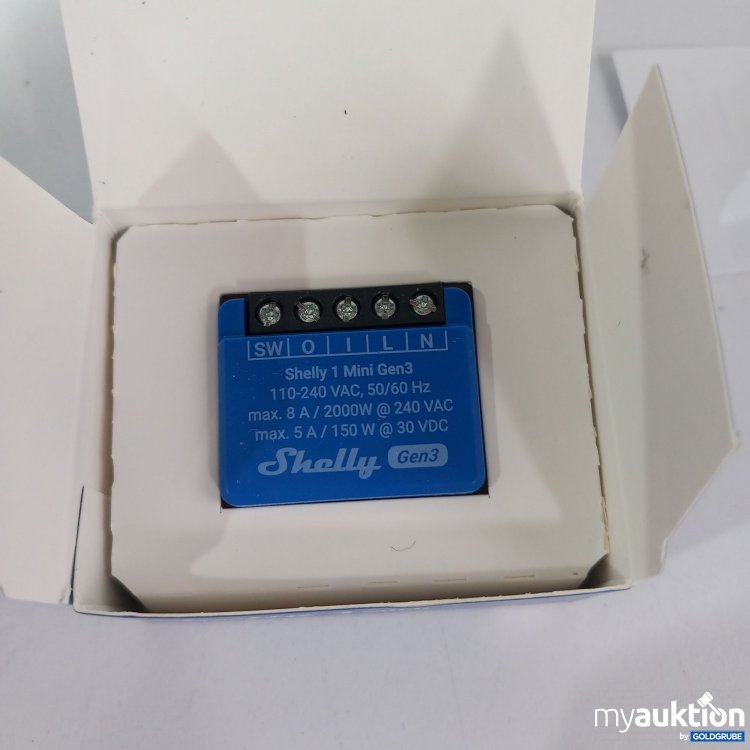 SW O I L N
Shelly 1 Mini Gen3
110-240 VAC, 50/60 Hz
max. 8 A / 2000W @ 240 VAC
max. 5 A / 150 W @ 30 VDC
Shelly Gen3
myauktion
by GOLDGRUBE